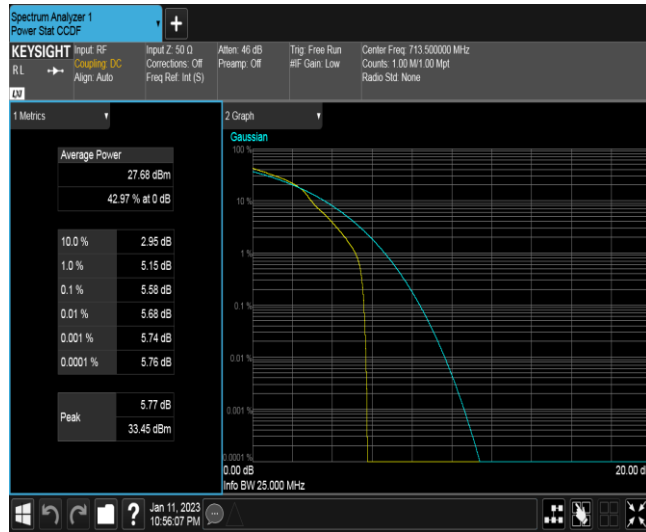 Spectrum Analyzer 1
Power Stat CCDF
+
KEYSIGHT
RL
LXI
Input: RF
Coupling: DC
Align: Auto
Input Z: 50 Ω
Corrections: Off
Freq Ref: Int (S)
Atten: 46 dB
Preamp: Off
Trig: Free Run
#IF Gain: Low
Center Freq: 713.500000 MHz
Counts: 1.00 M/1.00 Mpt
Radio Std: None
1 Metrics
Average Power
27.68 dBm
42.97 % at 0 dB
10.0 % 2.95 dB
1.0 % 5.15 dB
0.1 % 5.58 dB
0.01 % 5.68 dB
0.001 % 5.74 dB
0.0001 % 5.76 dB
Peak
5.77 dB
33.45 dBm
2 Graph
Gaussian
100 %
10 %
1 %
0.1 %
0.01 %
0.001 %
0.0001 %
0.00 dB
20.00 d
Info BW 25.000 MHz
?
Jan 11, 2023
10:56:07 PM